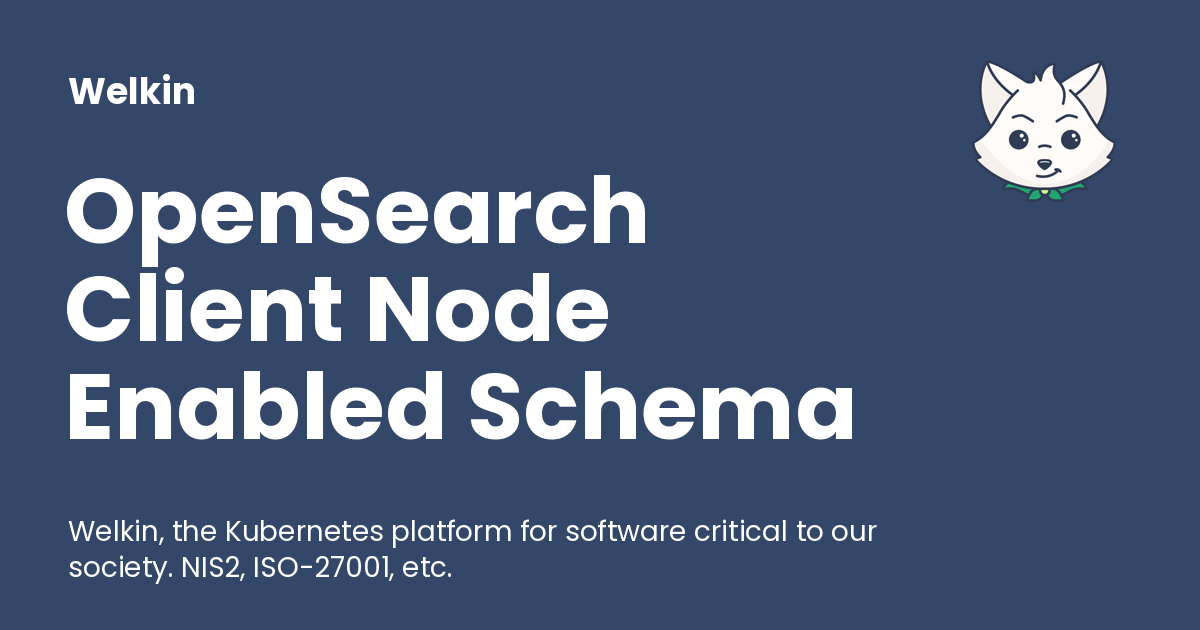 Welkin
OpenSearch
Client Node
Enabled Schema
Welkin, the Kubernetes platform for software critical to our
society. NIS2, ISO-27001, etc.